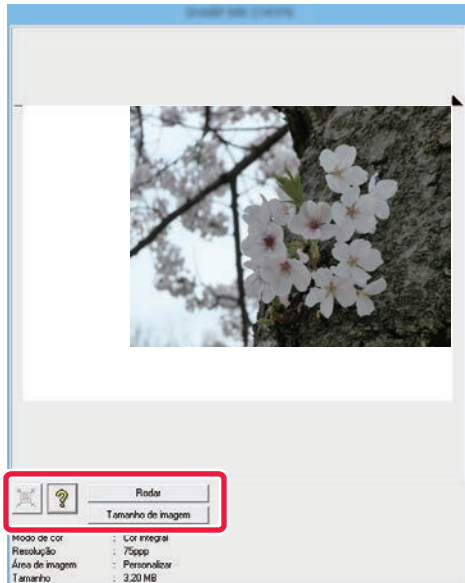 Rodar
Tamanho de imagem
Modo de cor : Cor integral
Resolução : 75ppp
Área de imagem : Personalizar
Tamanho : 3,20 MB